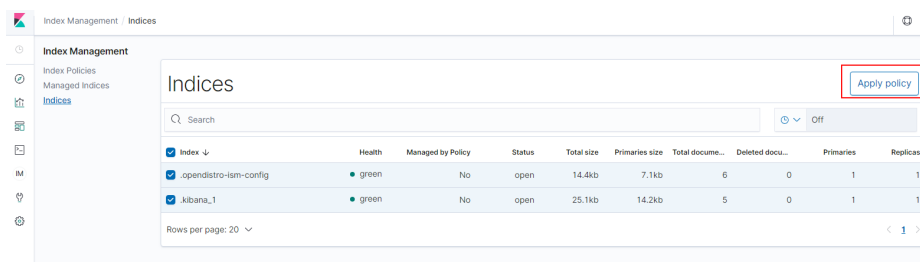 Index Management / Indices
Index Management
Index Policies
Managed Indices
Indices
IM
Indices
Apply policy
Search
Off
Index Health Managed by Policy Status Total size Primaries size Total docume... Deleted docu... Primaries Replicas
.opendistro-ism-config green No open 14.4kb 7.1kb 6 0 1 1
.kibana_1 green No open 25.1kb 14.2kb 5 0 1 1
Rows per page: 20
1